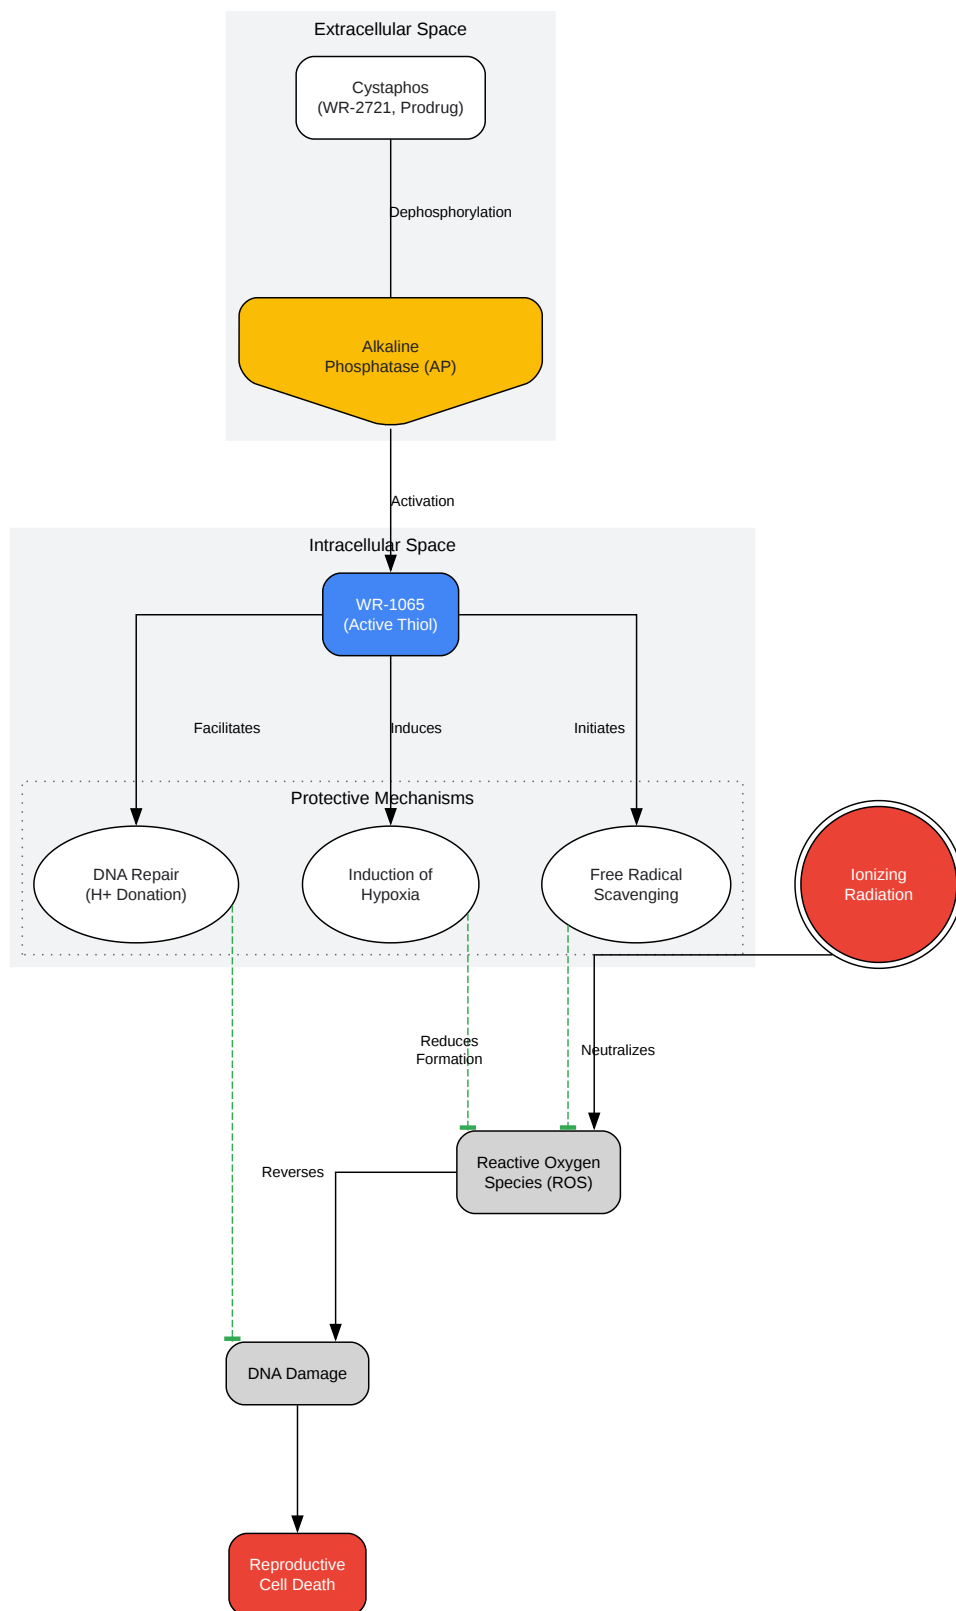 Extracellular Space
Cystaphos
(WR-2721, Prodrug)
Dephosphorylation
Alkaline
Phosphatase (AP)
Activation
Intracellular Space
WR-1065
(Active Thiol)
Facilitates
Induces
Initiates
Protective Mechanisms
DNA Repair
(H+ Donation)
Induction of
Hypoxia
Free Radical
Scavenging
Ionizing
Radiation
Reduces
Formation
Neutralizes
Reactive Oxygen
Species (ROS)
Reverses
DNA Damage
Reproductive
Cell Death